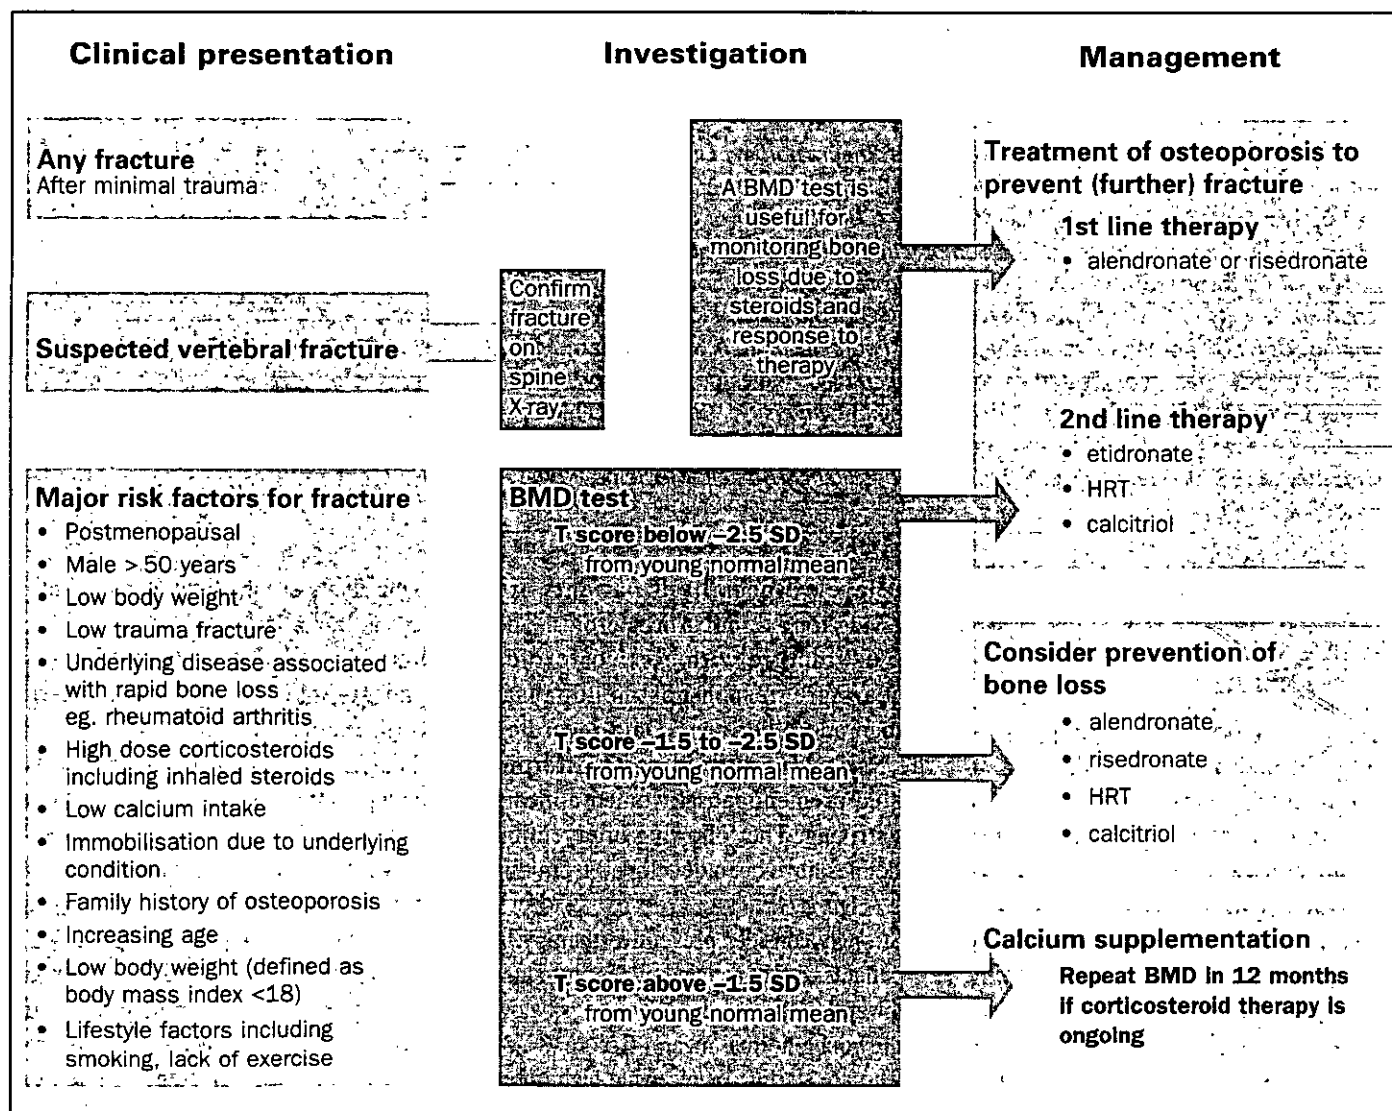 Clinical presentation
Any fracture
After minimal trauma
Suspected vertebral fracture
Major risk factors for fracture
• Postmenopausal
• Male > 50 years
• Low body weight
• Low trauma fracture
• Underlying disease associated
with rapid bone loss
eg. rheumatoid arthritis
• High dose corticosteroids
including inhaled steroids
• Low calcium intake
• Immobilisation due to underlying
condition
• Family history of osteoporosis
• Increasing age
• Low body weight (defined as
body mass index <18)
• Lifestyle factors including
smoking, lack of exercise
Investigation
Confirm
fracture
on
spine
X-ray
A BMD test is
useful for
monitoring bone
loss due to
steroids and
response to
therapy
BMD test
T score below –2.5 SD
from young normal mean
T score –1.5 to –2.5 SD
from young normal mean
T score above –1.5 SD
from young normal mean
Management
Treatment of osteoporosis to
prevent (further) fracture
1st line therapy
• alendronate or risedronate
2nd line therapy
• etidronate
• HRT
• calcitriol
Consider prevention of
bone loss
• alendronate
• risedronate
• HRT
• calcitriol
Calcium supplementation
Repeat BMD in 12 months
if corticosteroid therapy is
ongoing